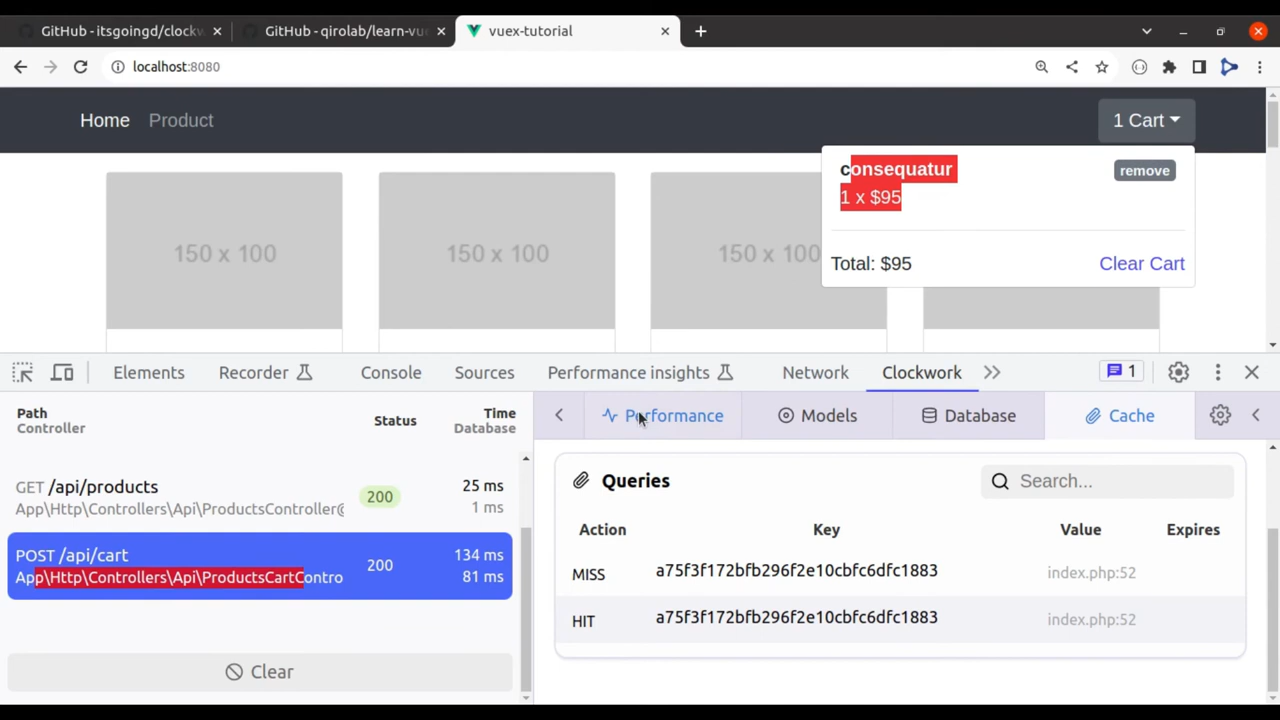 GitHub - itsgoingd/clockw
GitHub - qirolab/learn-vue
vuex-tutorial
localhost:8080
Home
Product
1 Cart
consequatur
remove
1 x $95
Total: $95
Clear Cart
150 x 100
150 x 100
150 x 100
Elements
Recorder
Console
Sources
Performance insights
Network
Clockwork
1
Path
Controller
Status
Time
Database
Performance
Models
Database
Cache
GET /api/products
App\Http\Controllers\Api\ProductsController@
200
25 ms
1 ms
POST /api/cart
App\Http\Controllers\Api\ProductsCartContro
200
134 ms
81 ms
Clear
Queries
Search...
Action
Key
Value
Expires
MISS
a75f3f172bfb296f2e10cbfc6dfc1883
index.php:52
HIT
a75f3f172bfb296f2e10cbfc6dfc1883
index.php:52